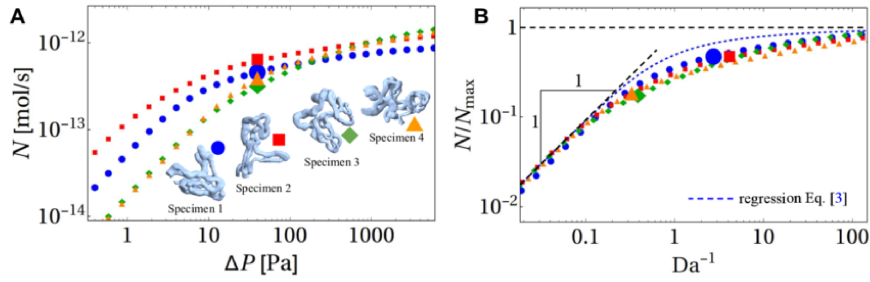 A
N [mol/s]
10⁻¹²
10⁻¹³
10⁻¹⁴
Specimen 1
Specimen 2
Specimen 3
Specimen 4
1
10
100
1000
ΔP [Pa]
B
N/Nmax
1
10⁻¹
10⁻²
1
1
regression Eq. [3]
0.1
1
10
100
Da⁻¹